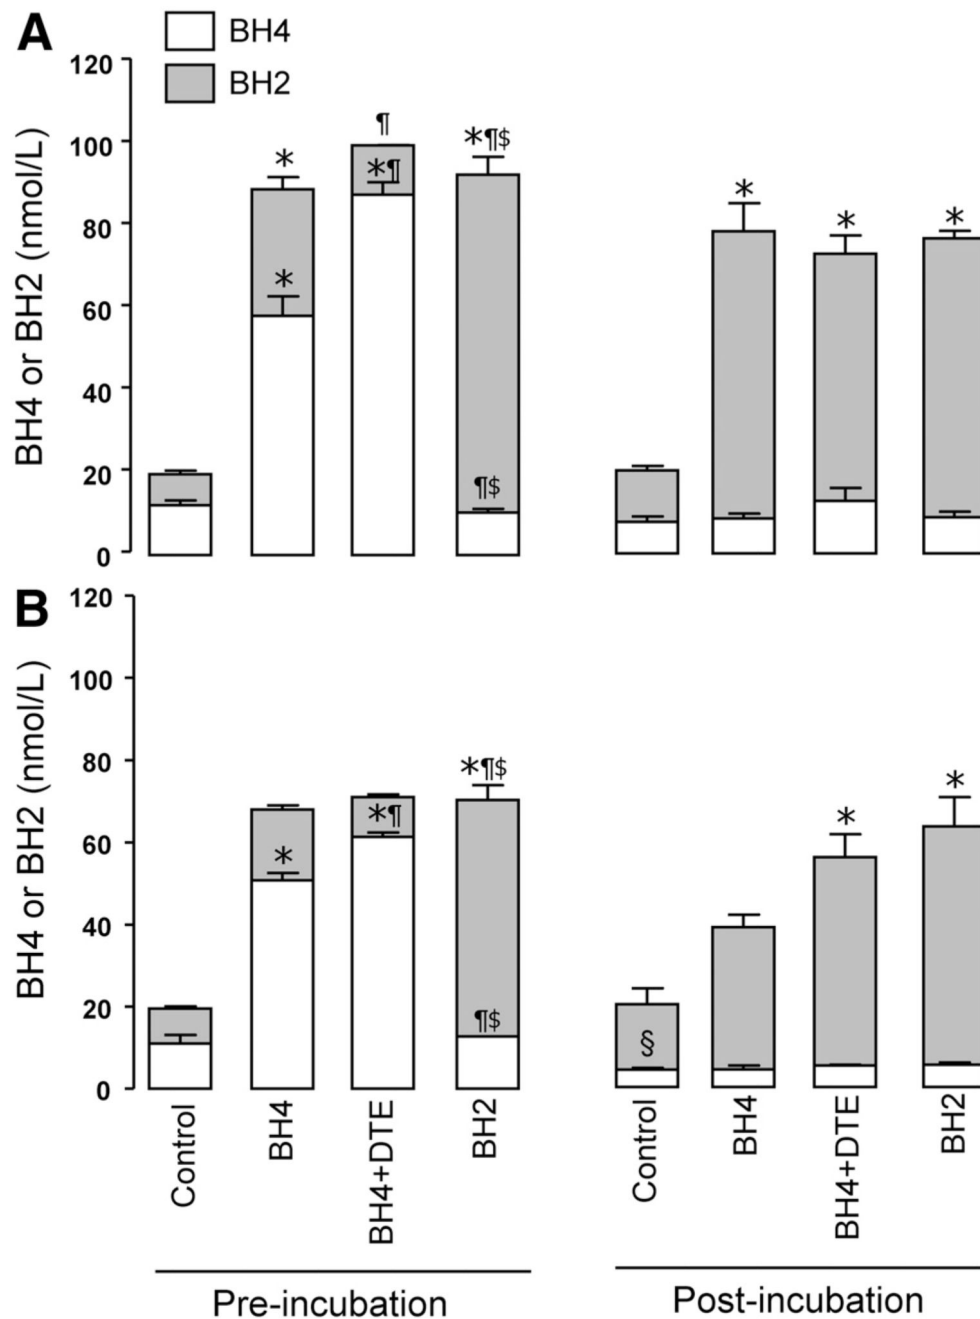 A
BH4
BH2
BH4 or BH2 (nmol/L)
120
100
80
60
40
20
0
*
*
¶
*¶
*¶$
¶$
*
*
*
B
BH4 or BH2 (nmol/L)
120
100
80
60
40
20
0
*
*¶
*¶$
¶$
§
*
*
Control
BH4
BH4+DTE
BH2
Control
BH4
BH4+DTE
BH2
Pre-incubation
Post-incubation